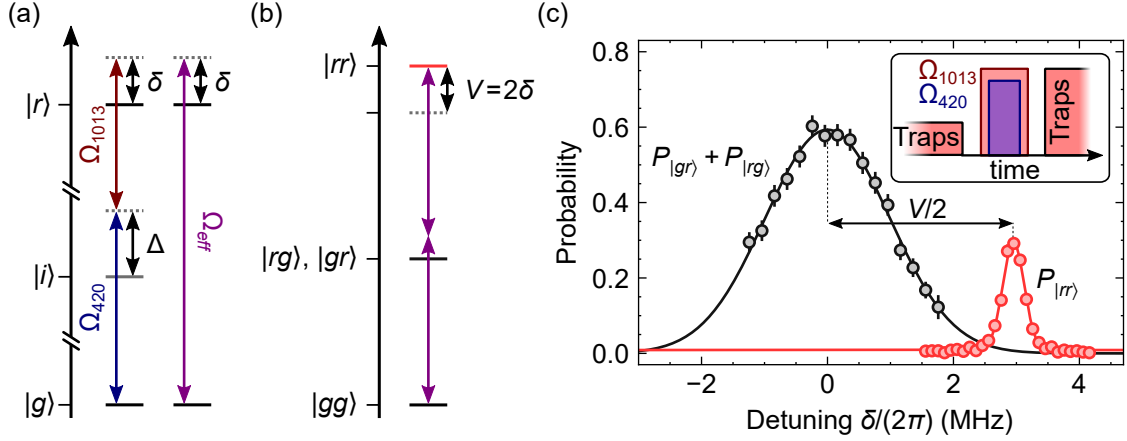 (a)
δ
δ
|r⟩
Ω1013
Ωeff
Δ
|i⟩
Ω420
|g⟩
(b)
|rr⟩
V=2δ
|rg⟩, |gr⟩
|gg⟩
(c)
Probability
0.8
0.6
0.4
0.2
0.0
P|gr⟩ + P|rg⟩
V/2
P|rr⟩
Ω1013
Ω420
Traps
Traps
time
−2
0
2
4
Detuning δ/(2π) (MHz)